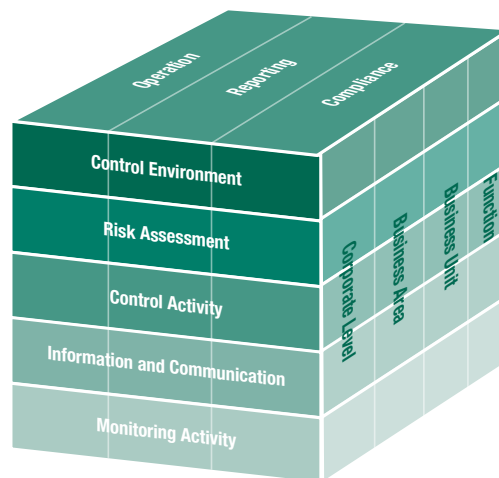 Operation
Reporting
Compliance
Control Environment
Risk Assessment
Control Activity
Information and Communication
Monitoring Activity
Corporate Level
Business Area
Business Unit
Function